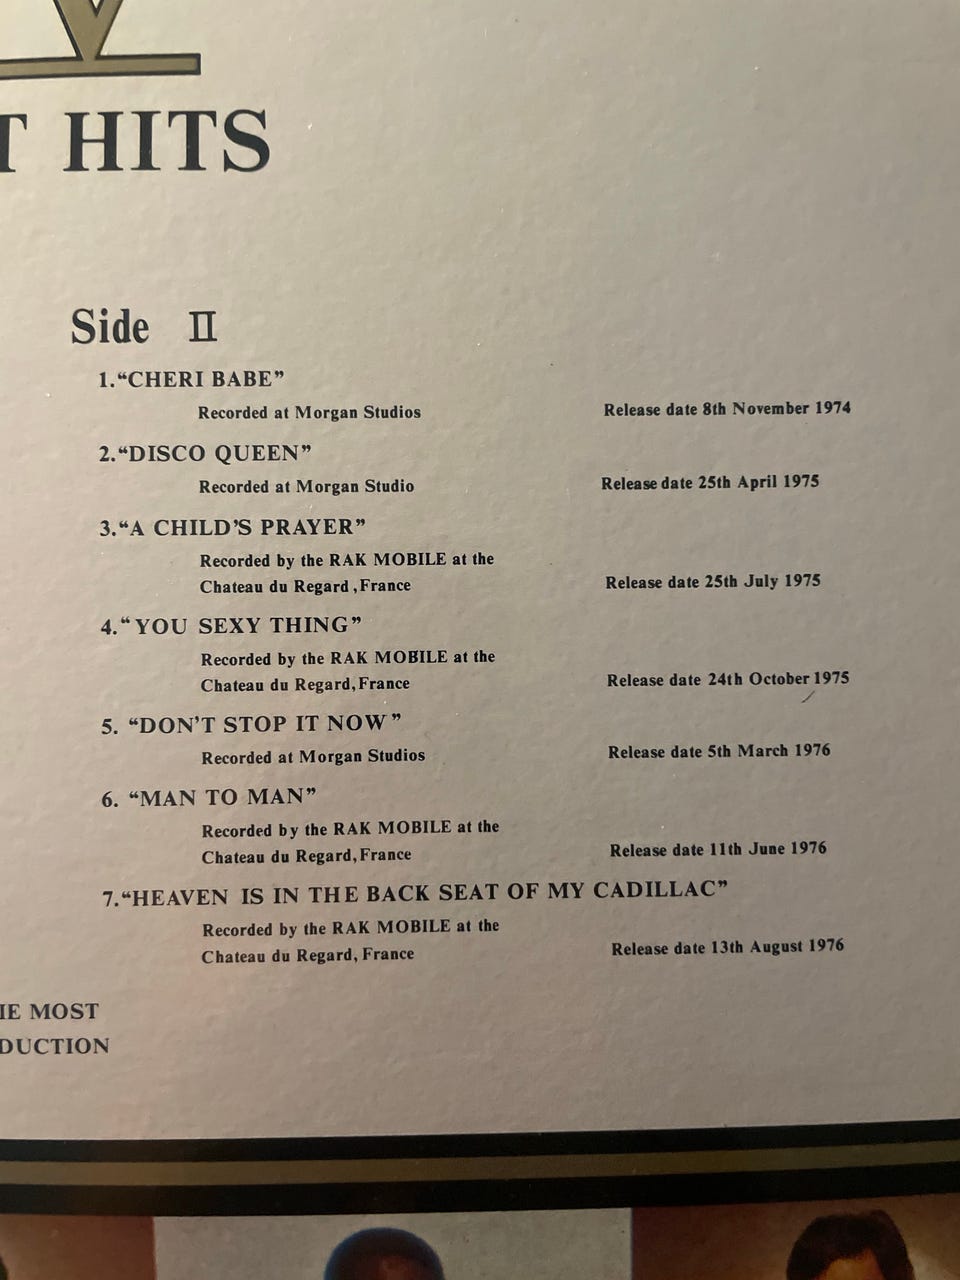 T HITS
Side II
1.“CHERI BABE”
Recorded at Morgan Studios Release date 8th November 1974
2.“DISCO QUEEN”
Recorded at Morgan Studio Release date 25th April 1975
3.“A CHILD’S PRAYER”
Recorded by the RAK MOBILE at the
Chateau du Regard ,France Release date 25th July 1975
4.“YOU SEXY THING”
Recorded by the RAK MOBILE at the
Chateau du Regard,France Release date 24th October 1975
5. “DON’T STOP IT NOW”
Recorded at Morgan Studios Release date 5th March 1976
6. “MAN TO MAN”
Recorded by the RAK MOBILE at the
Chateau du Regard,France Release date 11th June 1976
7.“HEAVEN IS IN THE BACK SEAT OF MY CADILLAC”
Recorded by the RAK MOBILE at the
Chateau du Regard, France Release date 13th August 1976
IE MOST
DUCTION